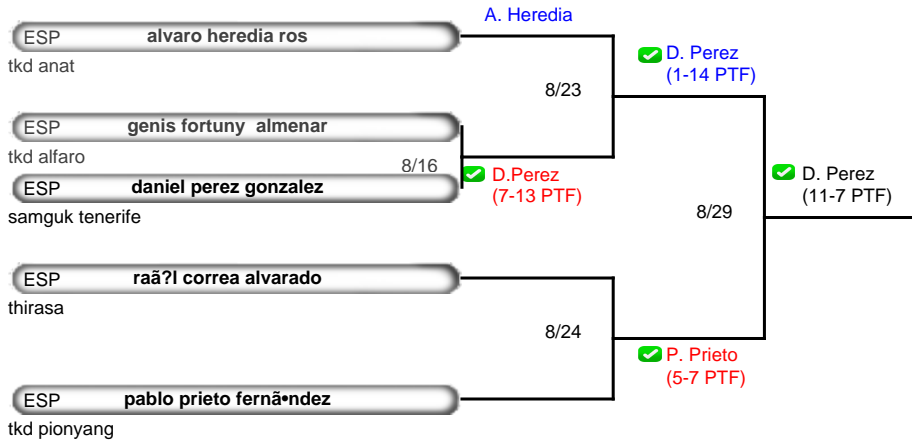 A. Heredia
ESP alvaro heredia ros
tkd anat
D. Perez
(1-14 PTF)
8/23
ESP genis fortuny almenar
tkd alfaro
8/16
D.Perez
(7-13 PTF)
ESP daniel perez gonzalez
samguk tenerife
D. Perez
(11-7 PTF)
8/29
ESP raã?l correa alvarado
thirasa
8/24
P. Prieto
(5-7 PTF)
ESP pablo prieto fernã•ndez
tkd pionyang